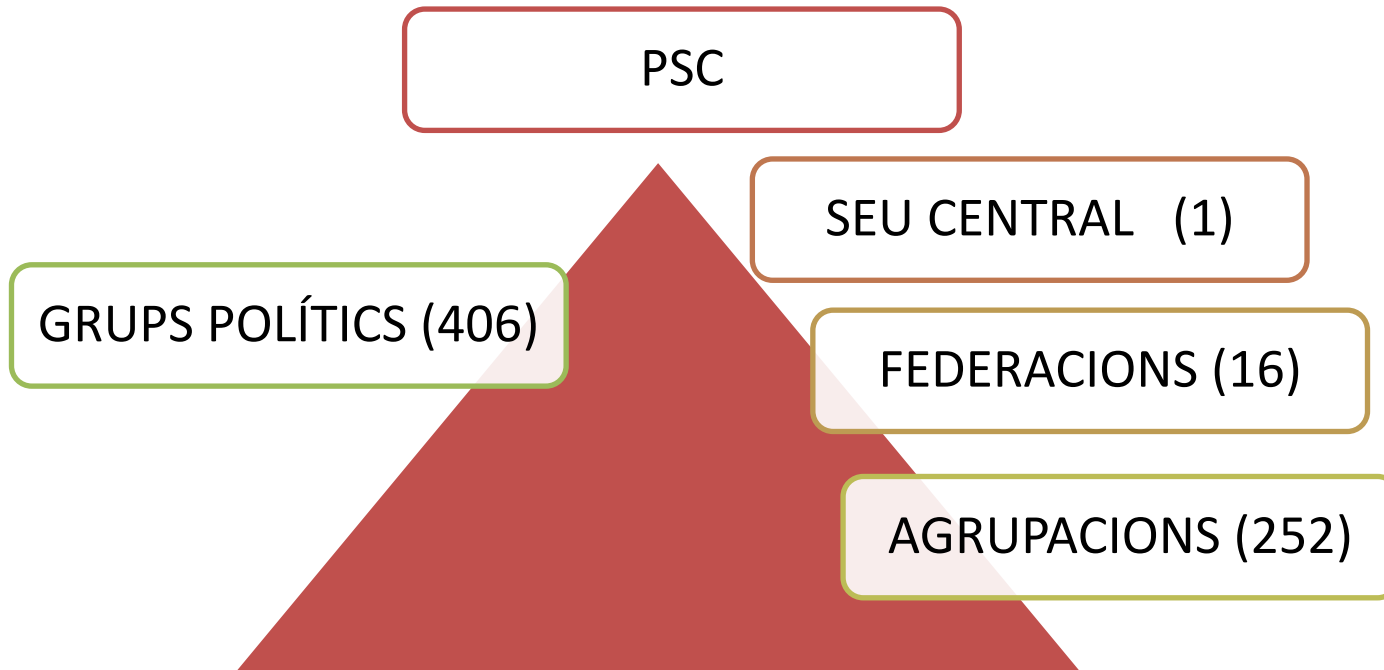 PSC
SEU CENTRAL (1)
GRUPS POLÍTICS (406)
FEDERACIONS (16)
AGRUPACIONS (252)